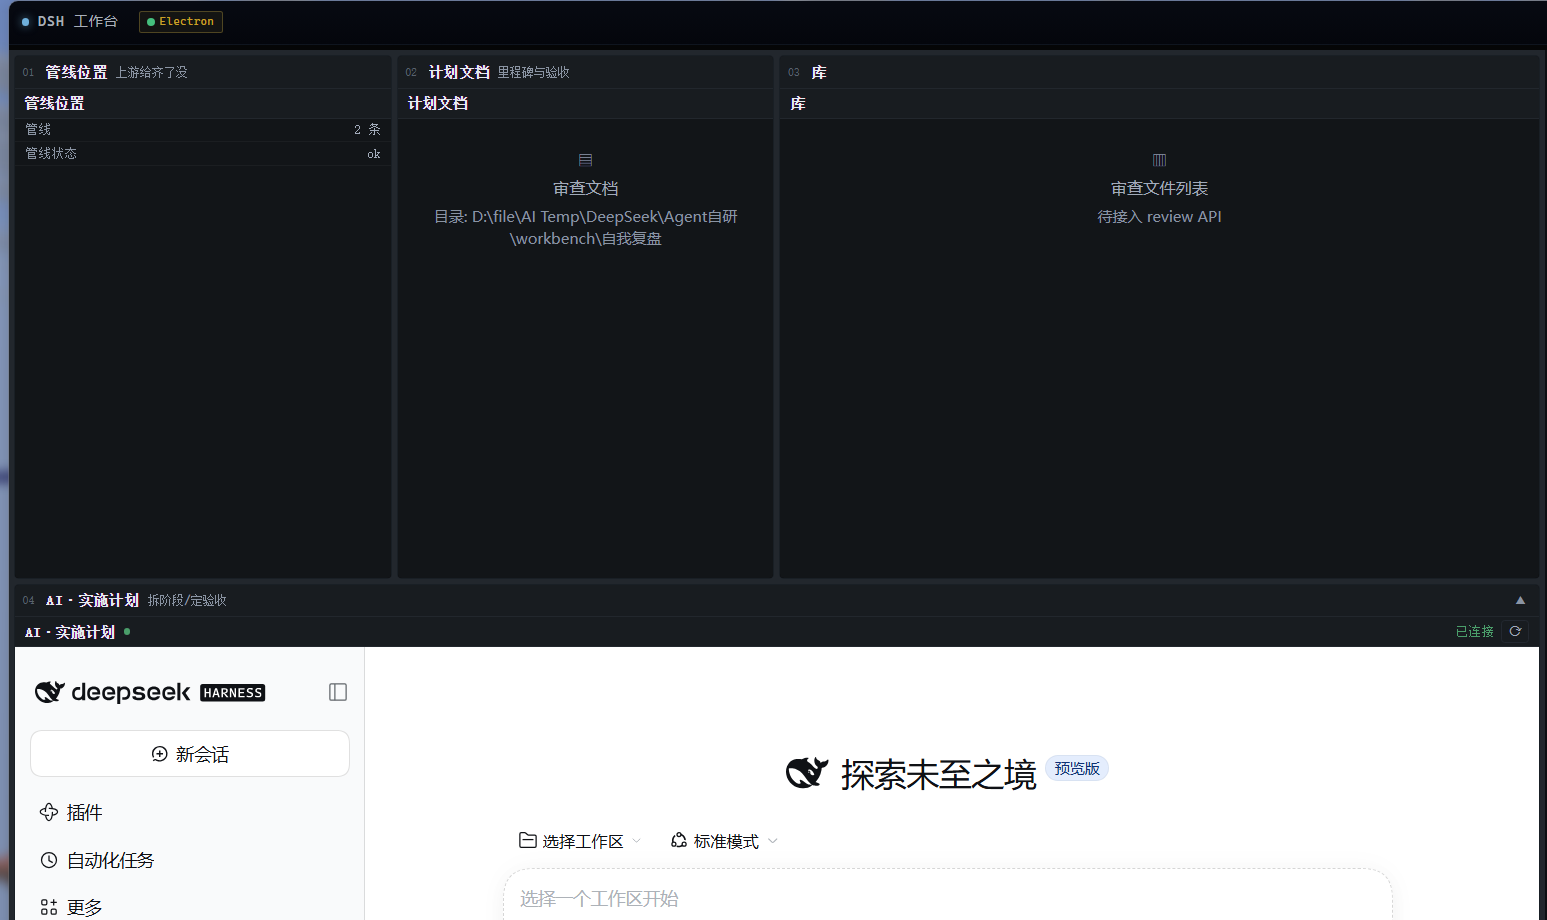 DSH 工作台 Electron
01 管线位置 上游给齐了没
管线位置
管线 2 条
管线状态 ok
02 计划文档 里程碑与验收
计划文档
审查文档
目录: D:\file\AI Temp\DeepSeek\Agent自研
\workbench\自我复盘
03 库
库
审查文件列表
待接入 review API
04 AI - 实施计划 拆阶段/定验收
AI - 实施计划 已连接
deepseek HARNESS
新会话
插件
自动化任务
更多
探索未至之境 预览版
选择工作区 标准模式
选择一个工作区开始